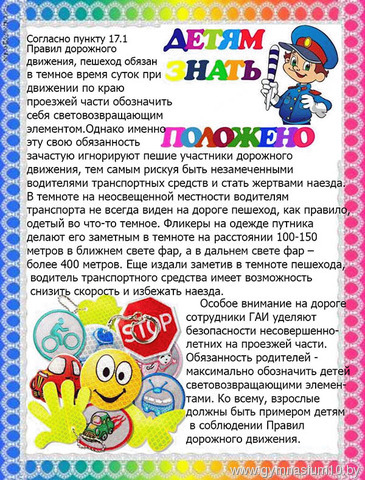 Согласно пункту 17.1
Правил дорожного
движения, пешеход обязан
в темное время суток при
движении по краю
проезжей части обозначить
себя световозвращающим
элементом.Однако именно
эту свою обязанность
зачастую игнорируют пешие участники дорожного
движения, тем самым рискуя быть незамеченными
водителями транспортных средств и стать жертвами наезда.
В темноте на неосвещенной местности водителям
транспорта не всегда виден на дороге пешеход, как правило,
одетый во что-то темное. Фликеры на одежде путника
делают его заметным в темноте на расстоянии 100-150
метров в ближнем свете фар, а в дальнем свете фар –
более 400 метров. Еще издали заметив в темноте пешехода,
водитель транспортного средства имеет возможность
снизить скорость и избежать наезда.
ДЕТЯМ
ЗНАТЬ
ПОЛОЖЕНО
Особое внимание на дороге
сотрудники ГАИ уделяют
безопасности несовершенно-
летних на проезжей части.
Обязанность родителей -
максимально обозначить детей
световозвращающими элемен-
тами. Ко всему, взрослые
должны быть примером детям
в соблюдении Правил
дорожного движения.
STOP
www.gymnasium10.by